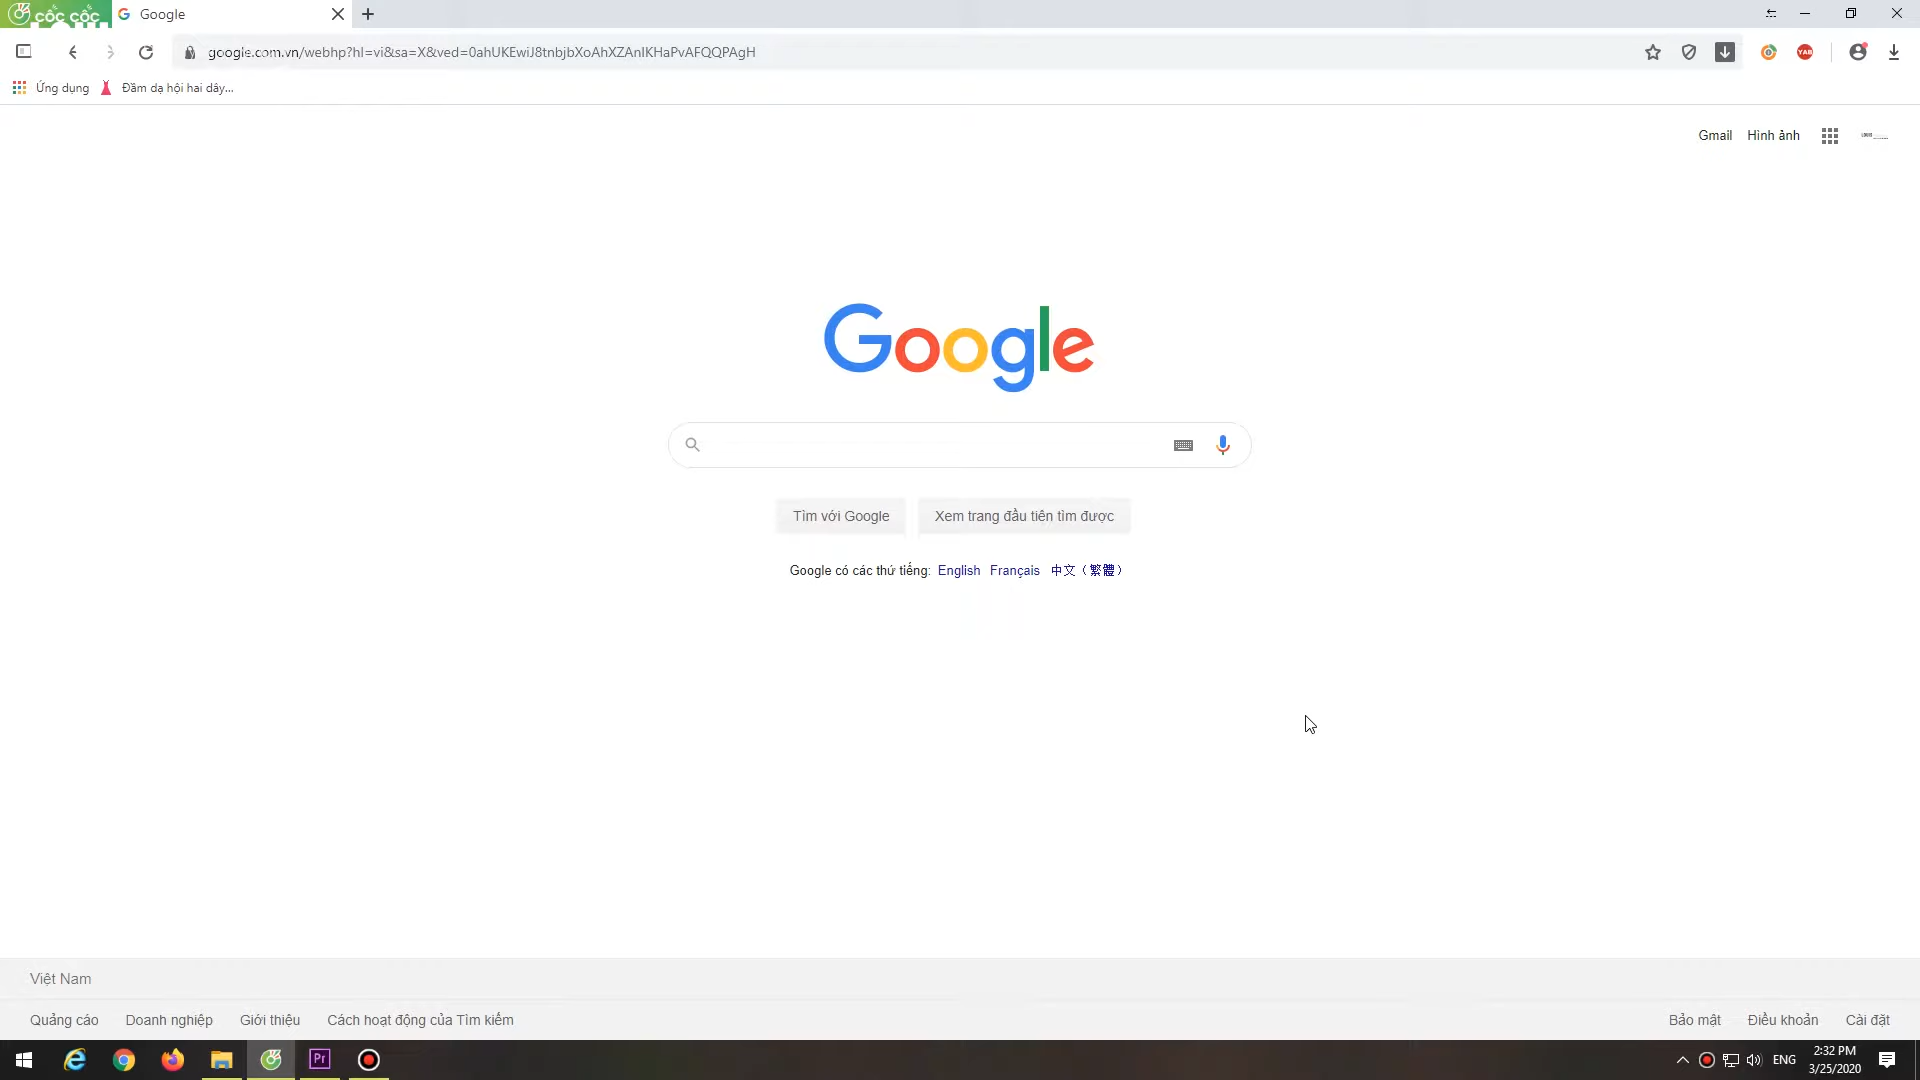 cốc cốc
Google
google.com.vn/webhp?hl=vi&sa=X&ved=0ahUKEwiJ8tnbjbXoAhXZAnIKHaPvAFQQPAgH
YAB
Ứng dụng Đầm dạ hội hai dây...
Gmail Hình ảnh
Google
Tìm với Google Xem trang đầu tiên tìm được
Google có các thứ tiếng: English Français 中文（繁體）
Việt Nam
Quảng cáo Doanh nghiệp Giới thiệu Cách hoạt động của Tìm kiếm Bảo mật Điều khoản Cài đặt
Pr ENG 2:32 PM
3/25/2020